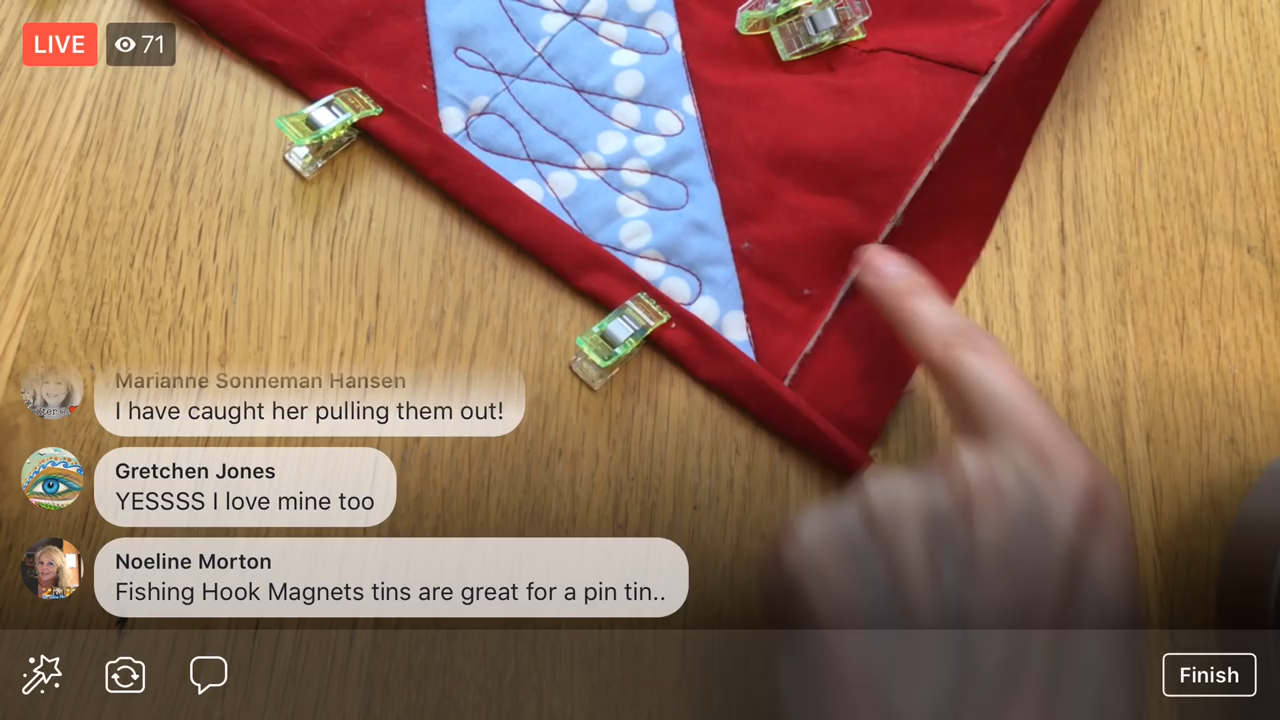 LIVE
71
Marianne Sonneman Hansen
I have caught her pulling them out!
Gretchen Jones
YESSSS I love mine too
Noeline Morton
Fishing Hook Magnets tins are great for a pin tin..
Finish